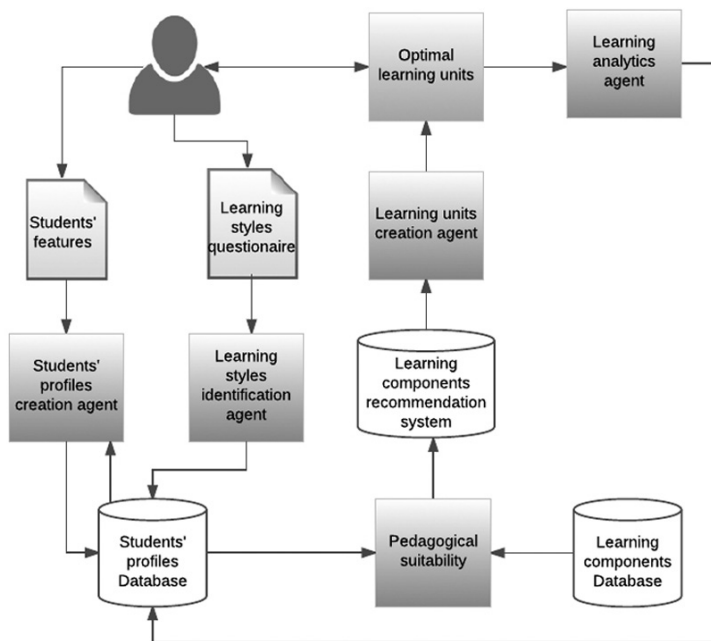 Optimal
learning units
Learning
analytics
agent
Students'
features
Learning
styles
questionaire
Learning units
creation agent
Students'
profiles
creation agent
Learning
styles
identification
agent
Learning
components
recommendation
system
Students'
profiles
Database
Pedagogical
suitability
Learning
components
Database